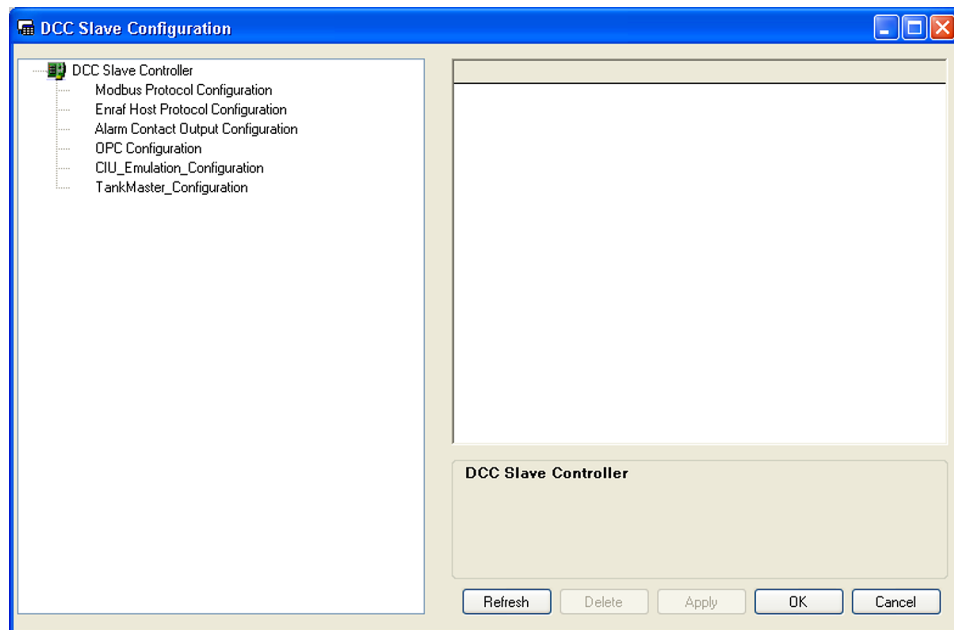 DCC Slave Configuration
DCC Slave Controller
Modbus Protocol Configuration
Enraf Host Protocol Configuration
Alarm Contact Output Configuration
OPC Configuration
CIU_Emulation_Configuration
TankMaster_Configuration
DCC Slave Controller
Refresh Delete Apply OK Cancel